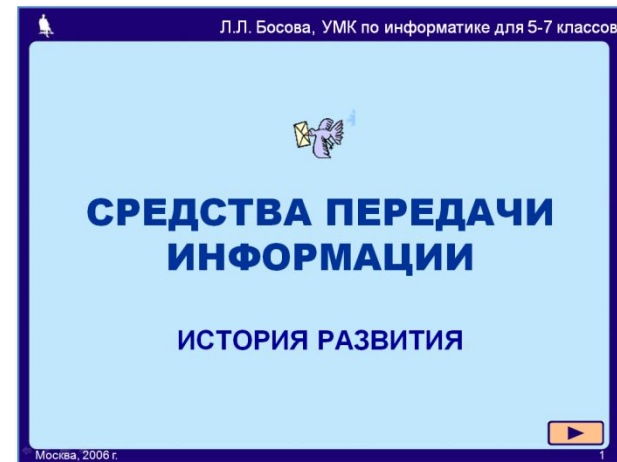 Л.Л. Босова, УМК по информатике для 5-7 классов
СРЕДСТВА ПЕРЕДАЧИ
ИНФОРМАЦИИ
ИСТОРИЯ РАЗВИТИЯ
Москва, 2006 г.
1